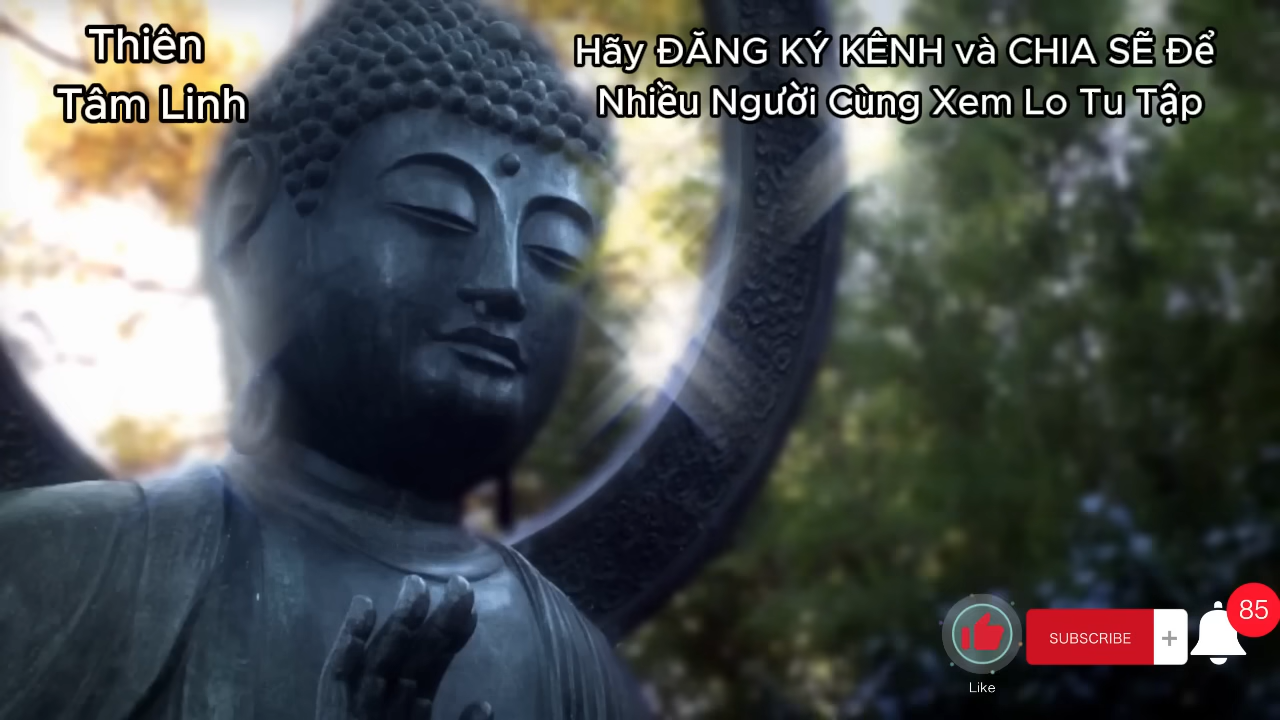 Thiên
Tâm Linh
Hãy ĐĂNG KÝ KÊNH và CHIA SẼ Để
Nhiều Người Cùng Xem Lo Tu Tập
85
SUBSCRIBE +
Like